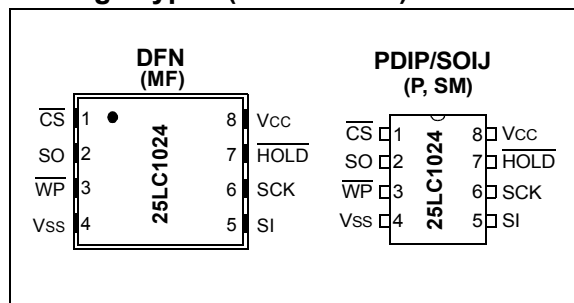 DFN
(MF)
CS 1 8 VCC
SO 2 7 HOLD
WP 3 6 SCK
VSS 4 5 SI
25LC1024
PDIP/SOIJ
(P, SM)
CS 1 8 VCC
SO 2 7 HOLD
WP 3 6 SCK
VSS 4 5 SI
25LC1024